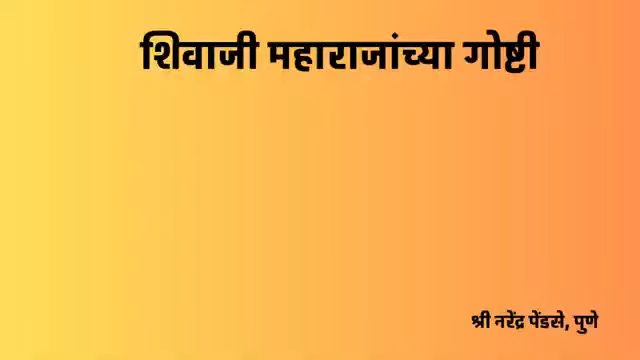 शिवाजी महाराजांच्या गोष्टी
श्री नरेंद्र पेंडसे, पुणे